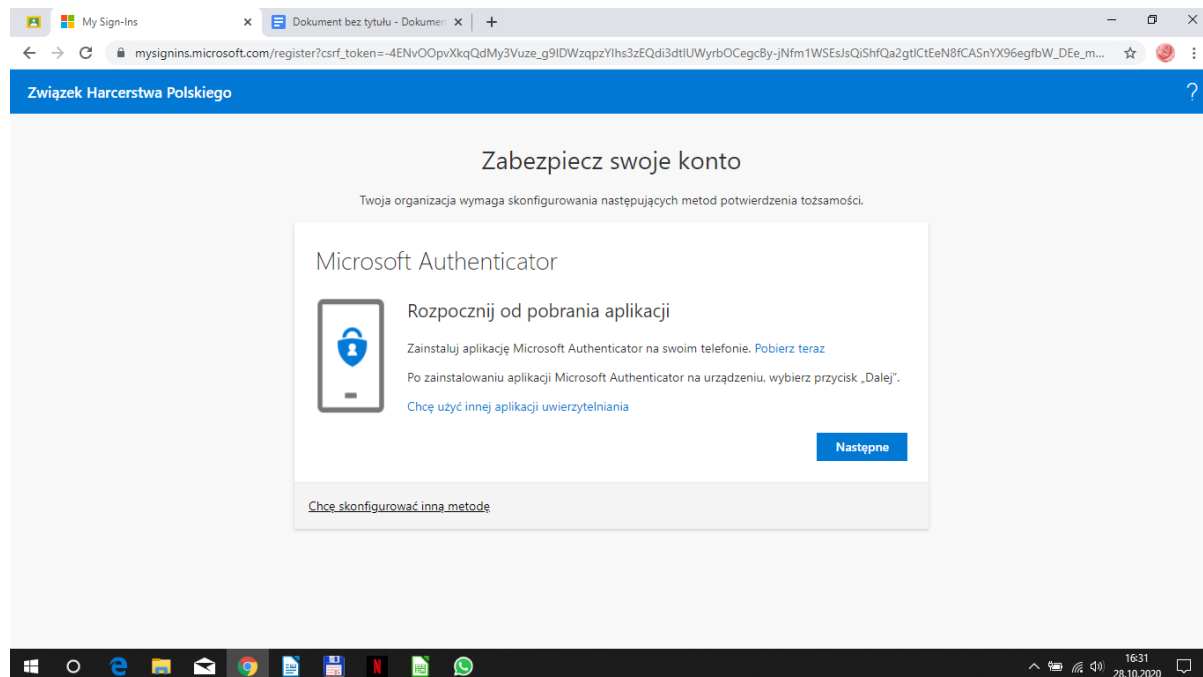 My Sign-Ins
Dokument bez tytułu - Dokumen
mysignins.microsoft.com/register?csrf_token=-4ENvOOpvXkqQdMy3Vuze_g9IDWzqpzYIhs3zEQdi3dtlUWyrbOCegcBy-jNfm1WSEsJsQiShfQa2gtlCtEeN8fCASnYX96egfbW_DEe_m...
Związek Harcerstwa Polskiego
?
Zabezpiecz swoje konto
Twoja organizacja wymaga skonfigurowania następujących metod potwierdzenia tożsamości.
Microsoft Authenticator
Rozpocznij od pobrania aplikacji
Zainstaluj aplikację Microsoft Authenticator na swoim telefonie. Pobierz teraz
Po zainstalowaniu aplikacji Microsoft Authenticator na urządzeniu, wybierz przycisk „Dalej”.
Chcę użyć innej aplikacji uwierzytelniania
Następne
Chcę skonfigurować inną metodę
16:31
28.10.2020